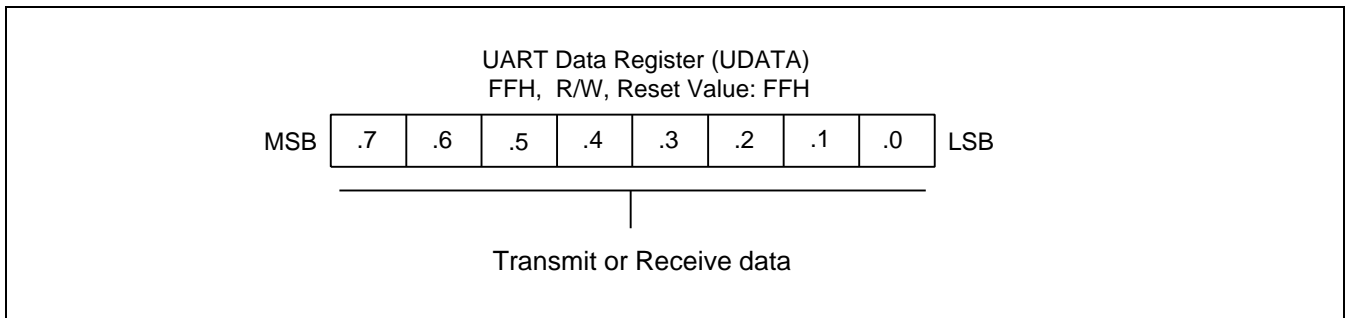 UART Data Register (UDATA)
FFH, R/W, Reset Value: FFH
MSB .7 .6 .5 .4 .3 .2 .1 .0 LSB
Transmit or Receive data